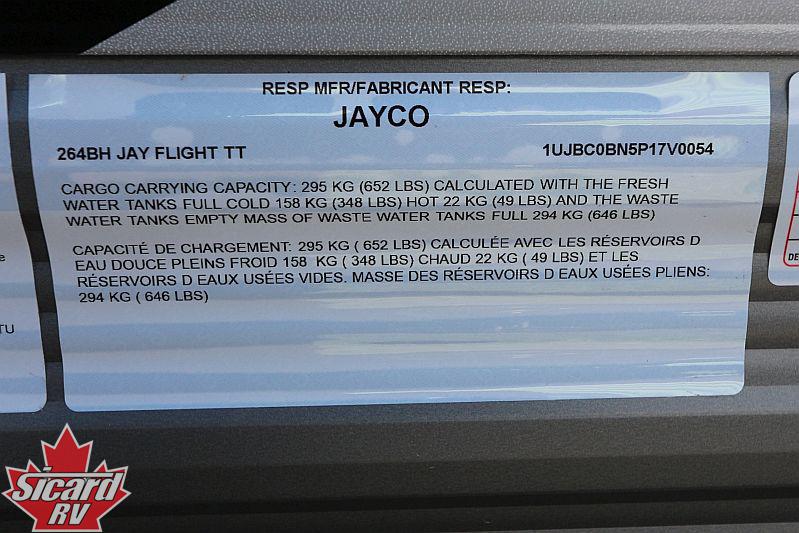 RESP MFR/FABRICANT RESP:
JAYCO
264BH JAY FLIGHT TT 1UJBC0BN5P17V0054
CARGO CARRYING CAPACITY: 295 KG (652 LBS) CALCULATED WITH THE FRESH
WATER TANKS FULL COLD 158 KG (348 LBS) HOT 22 KG (49 LBS) AND THE WASTE
WATER TANKS EMPTY MASS OF WASTE WATER TANKS FULL 294 KG (646 LBS)
CAPACITÉ DE CHARGEMENT: 295 KG ( 652 LBS) CALCULÉE AVEC LES RÉSERVOIRS D
EAU DOUCE PLEINS FROID 158 KG ( 348 LBS) CHAUD 22 KG ( 49 LBS) ET LES
RÉSERVOIRS D EAUX USÉES VIDES. MASSE DES RÉSERVOIRS D EAUX USÉES PLIENS:
294 KG ( 646 LBS)
TU
DE
Sicard
RV